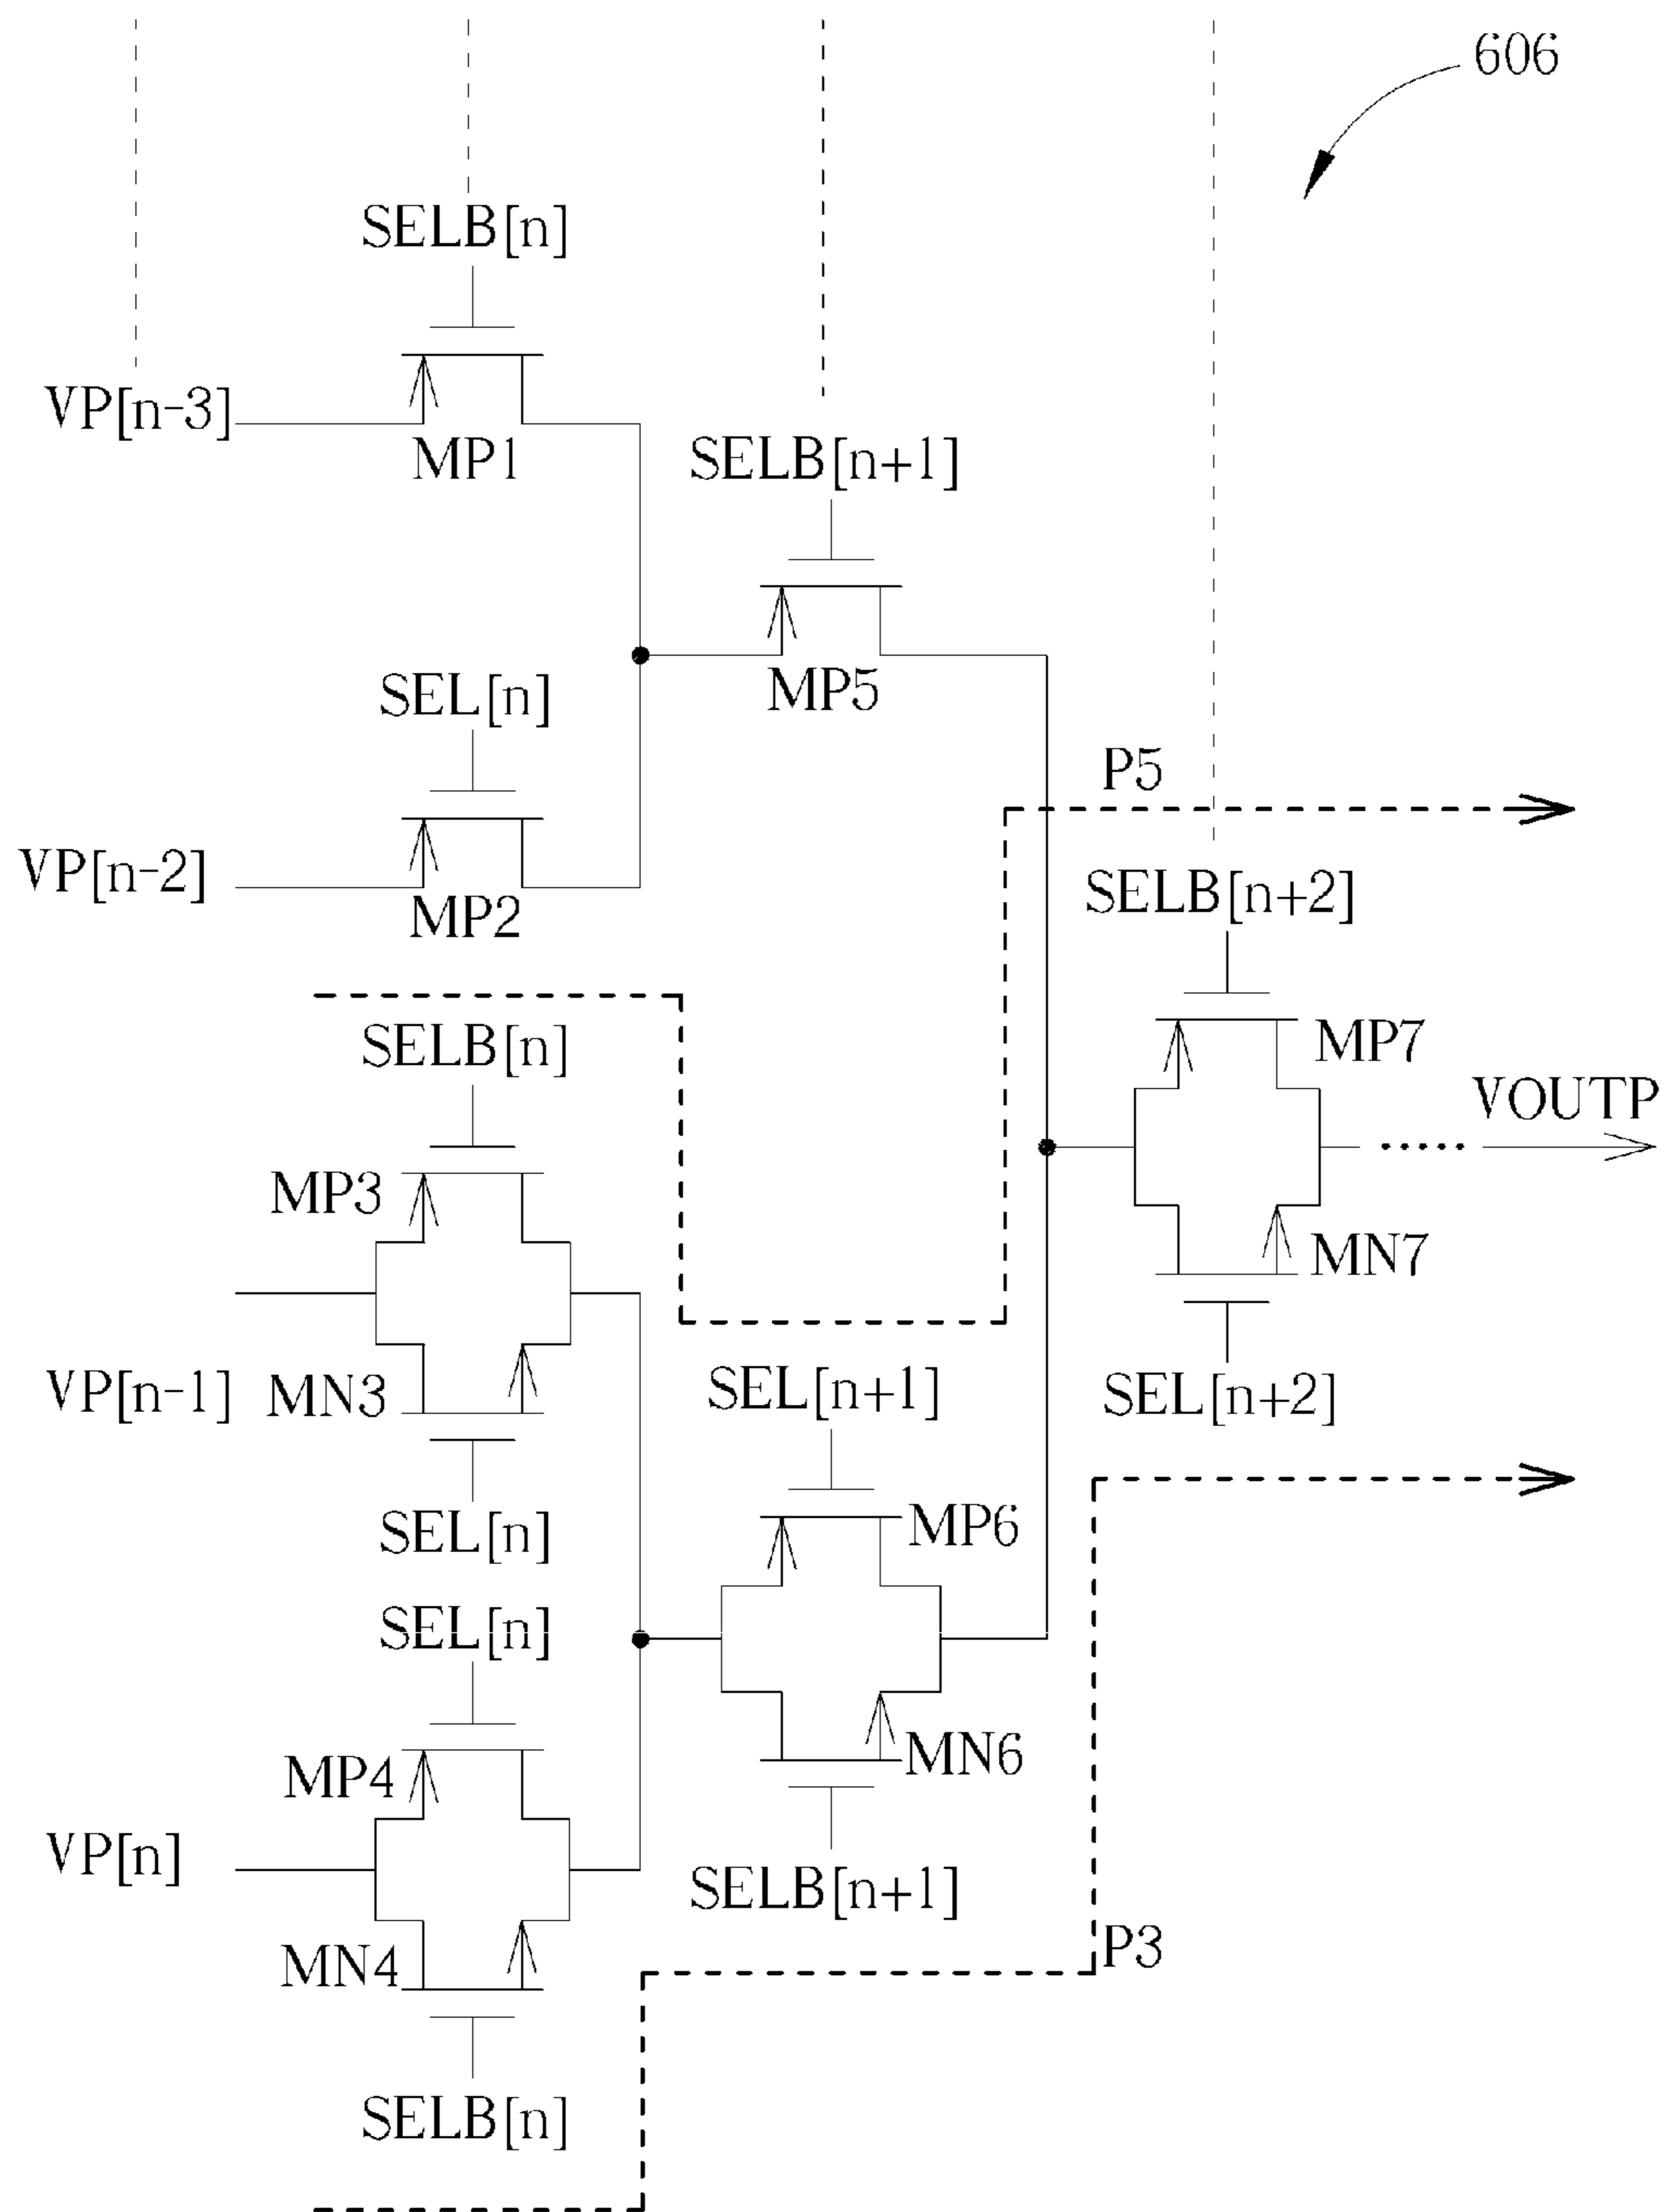 606
SELB[n]
VP[n-3]
MP1
SELB[n+1]
MP5
SEL[n]
VP[n-2]
MP2
P5
SELB[n+2]
SELB[n]
MP7
VOUTP
MP3
MN7
VP[n-1]
MN3
SEL[n+1]
SEL[n+2]
SEL[n]
MP6
SEL[n]
MP4
MN6
VP[n]
SELB[n+1]
MN4
P3
SELB[n]